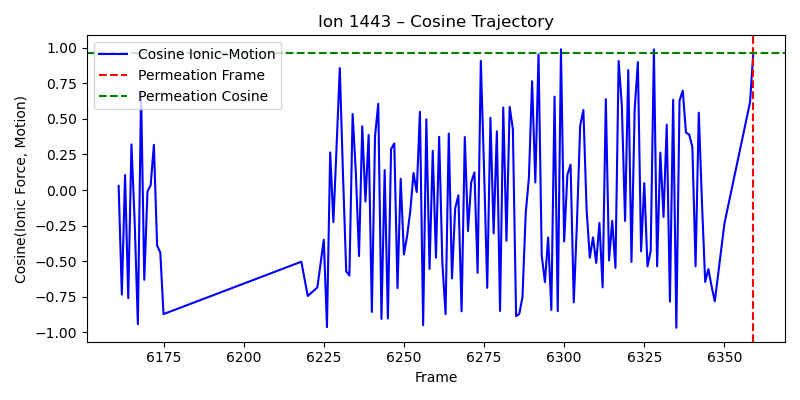 Ion 1443 – Cosine Trajectory
Cosine(Ionic Force, Motion)
1.00
0.75
0.50
0.25
0.00
−0.25
−0.50
−0.75
−1.00
Cosine Ionic–Motion
Permeation Frame
Permeation Cosine
6175
6200
6225
6250
6275
6300
6325
6350
Frame